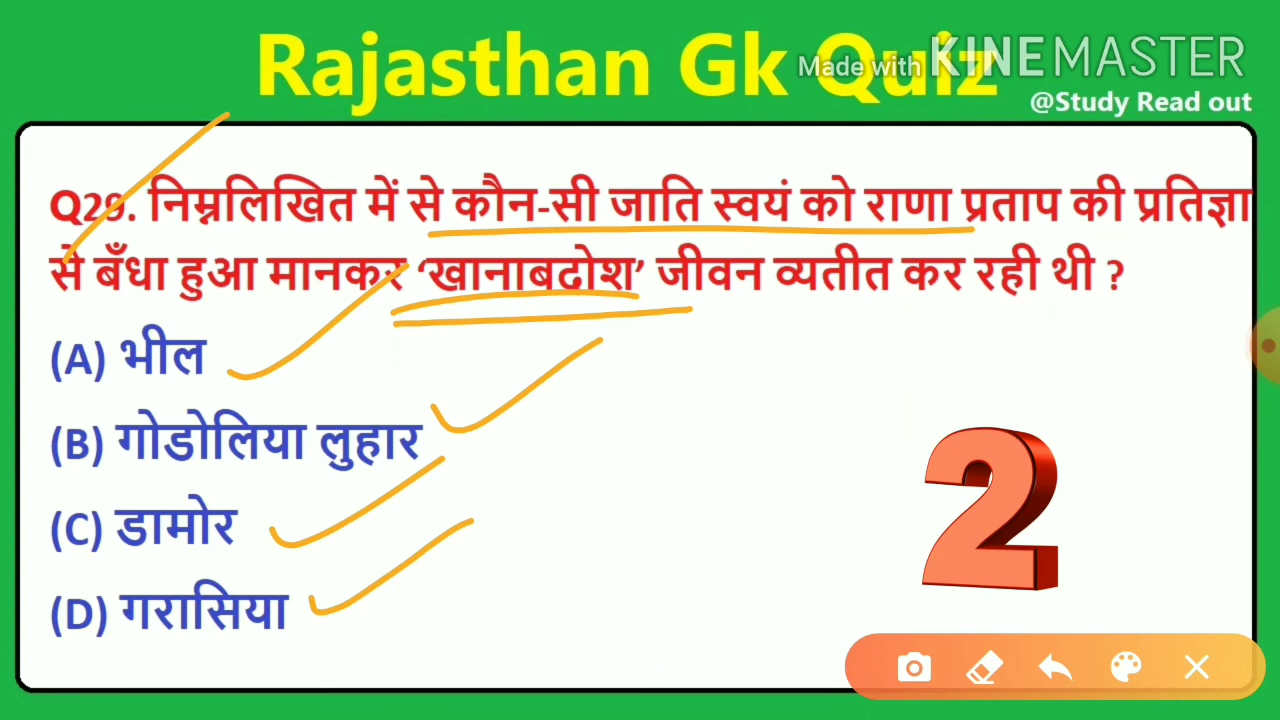 Rajasthan Gk Quiz
Made with KINEMASTER
@Study Read out
Q29. निम्नलिखित में से कौन-सी जाति स्वयं को राणा प्रताप की प्रतिज्ञा
से बँधा हुआ मानकर ‘खानाबदोश’ जीवन व्यतीत कर रही थी ?
(A) भील
(B) गोडोलिया लुहार
(C) डामोर
(D) गरासिया
2